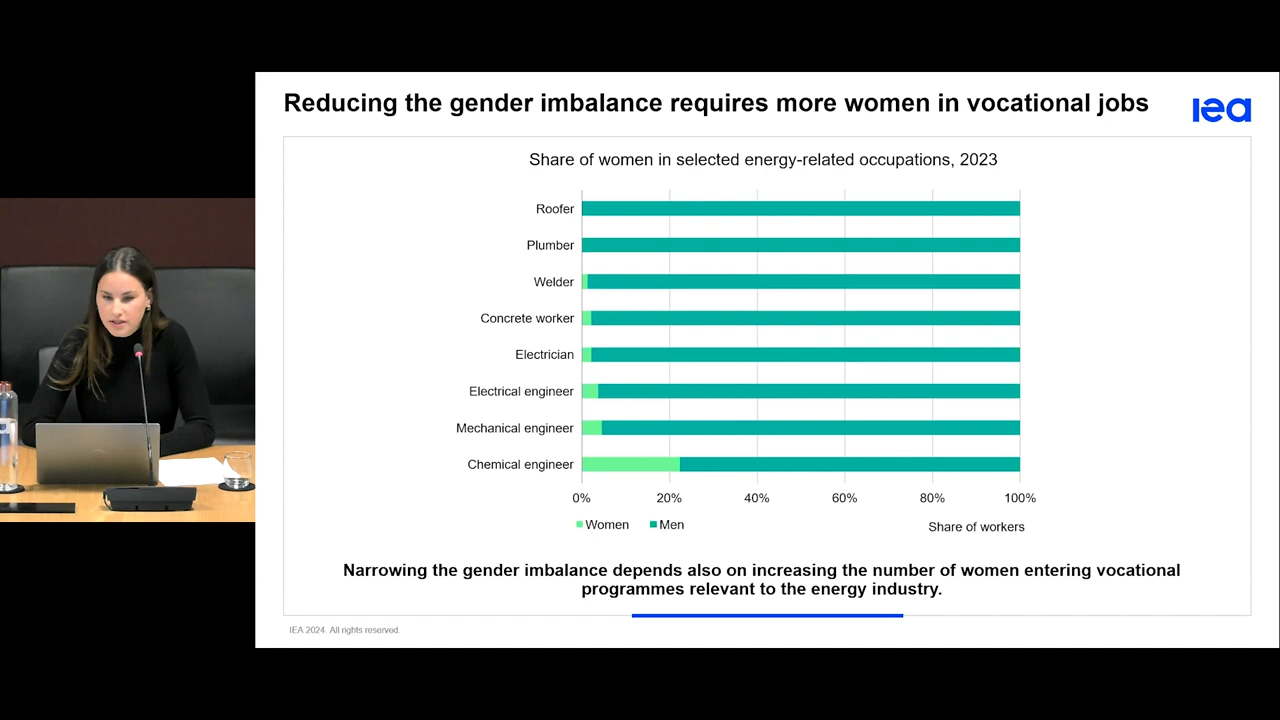 Reducing the gender imbalance requires more women in vocational jobs
iea
Share of women in selected energy-related occupations, 2023
Roofer
Plumber
Welder
Concrete worker
Electrician
Electrical engineer
Mechanical engineer
Chemical engineer
0% 20% 40% 60% 80% 100%
Women Men
Share of workers
Narrowing the gender imbalance depends also on increasing the number of women entering vocational
programmes relevant to the energy industry.
IEA 2024. All rights reserved.